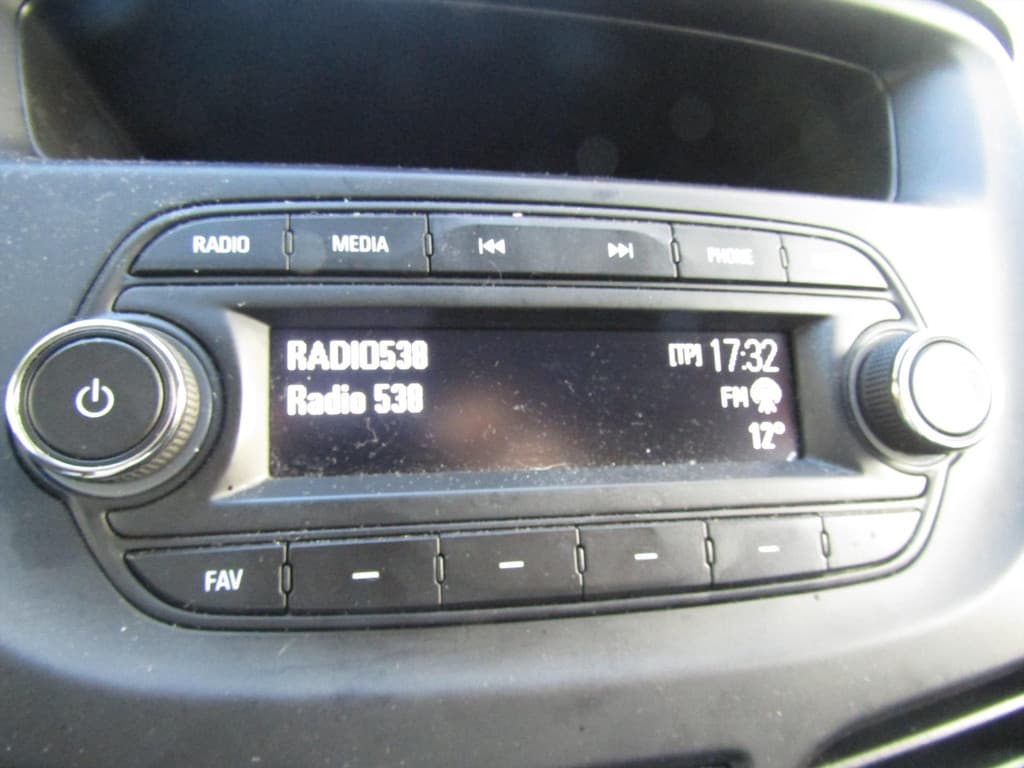 RADIO MEDIA PHONE
RADIO538 [TP] 17:32
Radio 538 FM
12°
FAV